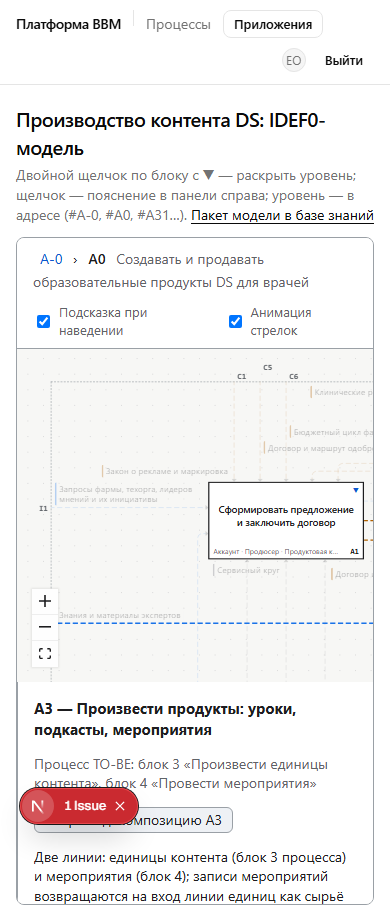 Платформа BBM
Процессы
Приложения
EO
Выйти
Производство контента DS: IDEF0-
модель
Двойной щелчок по блоку с ▼ — раскрыть уровень;
щелчок — пояснение в панели справа; уровень — в
адресе (#A-0, #A0, #A31…). Пакет модели в базе знаний
A-0 › A0 Создавать и продавать
образовательные продукты DS для врачей
Подсказка при
наведении
Анимация
стрелок
C5
C1
C6
Клинические
Бюджетный цикл
Договор и маршрут
Закон о рекламе и маркировка
Запросы фармы, техорга, лидеров
мнений и их инициативы
I1
Сформировать предложение
и заключить договор
Аккаунт · Продюсер · Продуктовая к…
A1
Сервисный круг
Договор
Знания и материалы экспертов
A3 — Произвести продукты: уроки,
подкасты, мероприятия
Процесс TO-BE: блок 3 «Произвести единицы
контента», блок 4 «Провести мероприятия»
1 Issue
A3
Две линии: единицы контента (блок 3 процесса)
и мероприятия (блок 4); записи мероприятий
возвращаются на вход линии единиц как сырьё